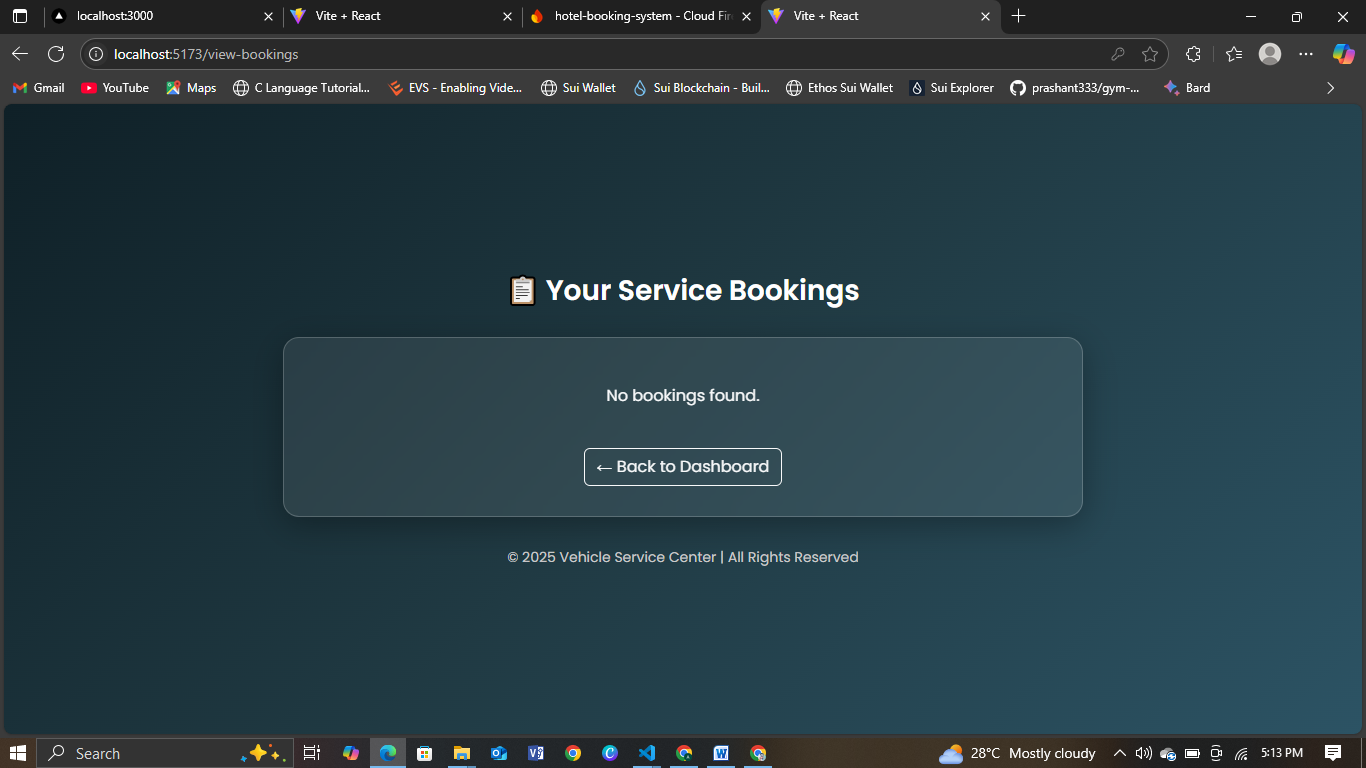 localhost:3000
Vite + React
hotel-booking-system - Cloud Fir
Vite + React
localhost:5173/view-bookings
Gmail
YouTube
Maps
C Language Tutorial...
EVS - Enabling Vide...
Sui Wallet
Sui Blockchain - Buil...
Ethos Sui Wallet
Sui Explorer
prashant333/gym-...
Bard
📋 Your Service Bookings
No bookings found.
← Back to Dashboard
© 2025 Vehicle Service Center | All Rights Reserved
Search
28°C Mostly cloudy
5:13 PM